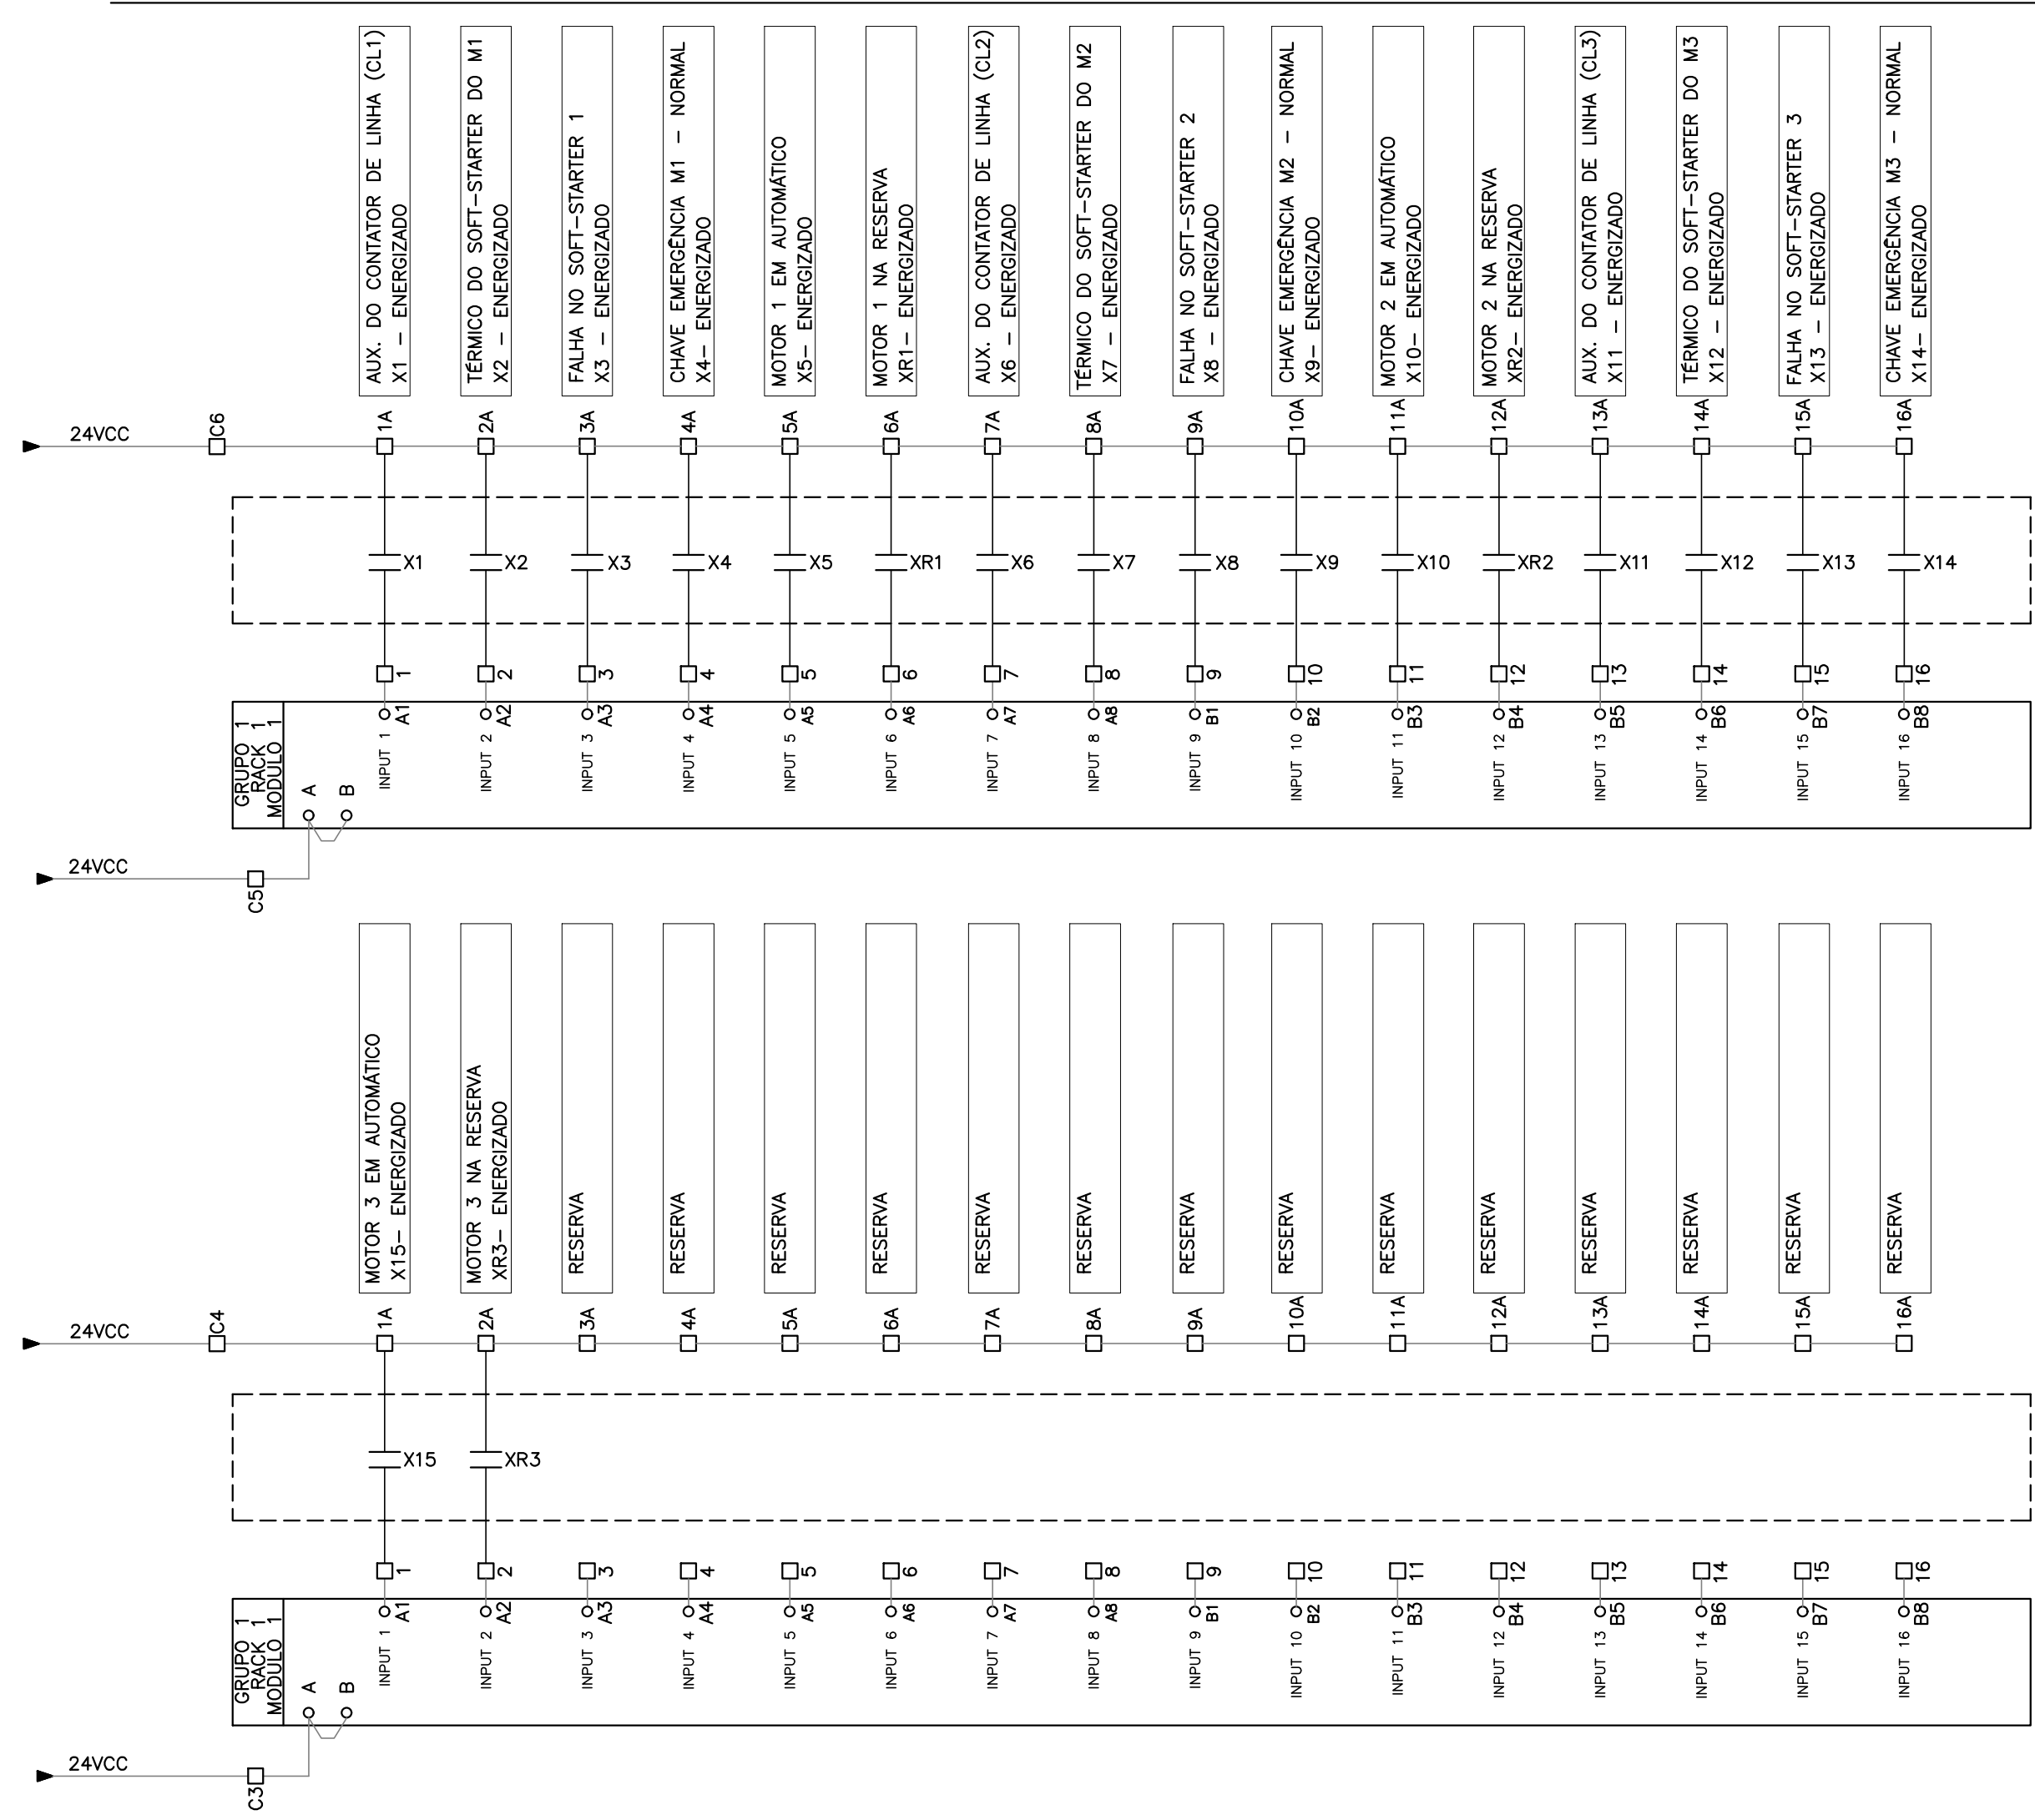 AUX. DO CONTATOR DE LINHA (CL1)
X1 – ENERGIZADO
TÉRMICO DO SOFT–STARTER DO M1
X2 – ENERGIZADO
FALHA NO SOFT–STARTER 1
X3 – ENERGIZADO
CHAVE EMERGÊNCIA M1 – NORMAL
X4– ENERGIZADO
MOTOR 1 EM AUTOMÁTICO
X5– ENERGIZADO
MOTOR 1 NA RESERVA
XR1– ENERGIZADO
AUX. DO CONTATOR DE LINHA (CL2)
X6 – ENERGIZADO
TÉRMICO DO SOFT–STARTER DO M2
X7 – ENERGIZADO
FALHA NO SOFT–STARTER 2
X8 – ENERGIZADO
CHAVE EMERGÊNCIA M2 – NORMAL
X9– ENERGIZADO
MOTOR 2 EM AUTOMÁTICO
X10– ENERGIZADO
MOTOR 2 NA RESERVA
XR2– ENERGIZADO
AUX. DO CONTATOR DE LINHA (CL3)
X11 – ENERGIZADO
TÉRMICO DO SOFT–STARTER DO M3
X12 – ENERGIZADO
FALHA NO SOFT–STARTER 3
X13 – ENERGIZADO
CHAVE EMERGÊNCIA M3 – NORMAL
X14– ENERGIZADO
24VCC
C6
1A
2A
3A
4A
5A
6A
7A
8A
9A
10A
11A
12A
13A
14A
15A
16A
X1
X2
X3
X4
X5
XR1
X6
X7
X8
X9
X10
XR2
X11
X12
X13
X14
1
2
3
4
5
6
7
8
9
10
11
12
13
14
15
16
GRUPO 1
RACK 1
MODULO 1
A
B
A1
A2
A3
A4
A5
A6
A7
A8
B1
B2
B3
B4
B5
B6
B7
B8
INPUT 1
INPUT 2
INPUT 3
INPUT 4
INPUT 5
INPUT 6
INPUT 7
INPUT 8
INPUT 9
INPUT 10
INPUT 11
INPUT 12
INPUT 13
INPUT 14
INPUT 15
INPUT 16
24VCC
C5
MOTOR 3 EM AUTOMÁTICO
X15– ENERGIZADO
MOTOR 3 NA RESERVA
XR3– ENERGIZADO
RESERVA
RESERVA
RESERVA
RESERVA
RESERVA
RESERVA
RESERVA
RESERVA
RESERVA
RESERVA
RESERVA
RESERVA
RESERVA
RESERVA
24VCC
C4
1A
2A
3A
4A
5A
6A
7A
8A
9A
10A
11A
12A
13A
14A
15A
16A
X15
XR3
1
2
3
4
5
6
7
8
9
10
11
12
13
14
15
16
GRUPO 1
RACK 1
MODULO 1
A
B
A1
A2
A3
A4
A5
A6
A7
A8
B1
B2
B3
B4
B5
B6
B7
B8
INPUT 1
INPUT 2
INPUT 3
INPUT 4
INPUT 5
INPUT 6
INPUT 7
INPUT 8
INPUT 9
INPUT 10
INPUT 11
INPUT 12
INPUT 13
INPUT 14
INPUT 15
INPUT 16
24VCC
C3